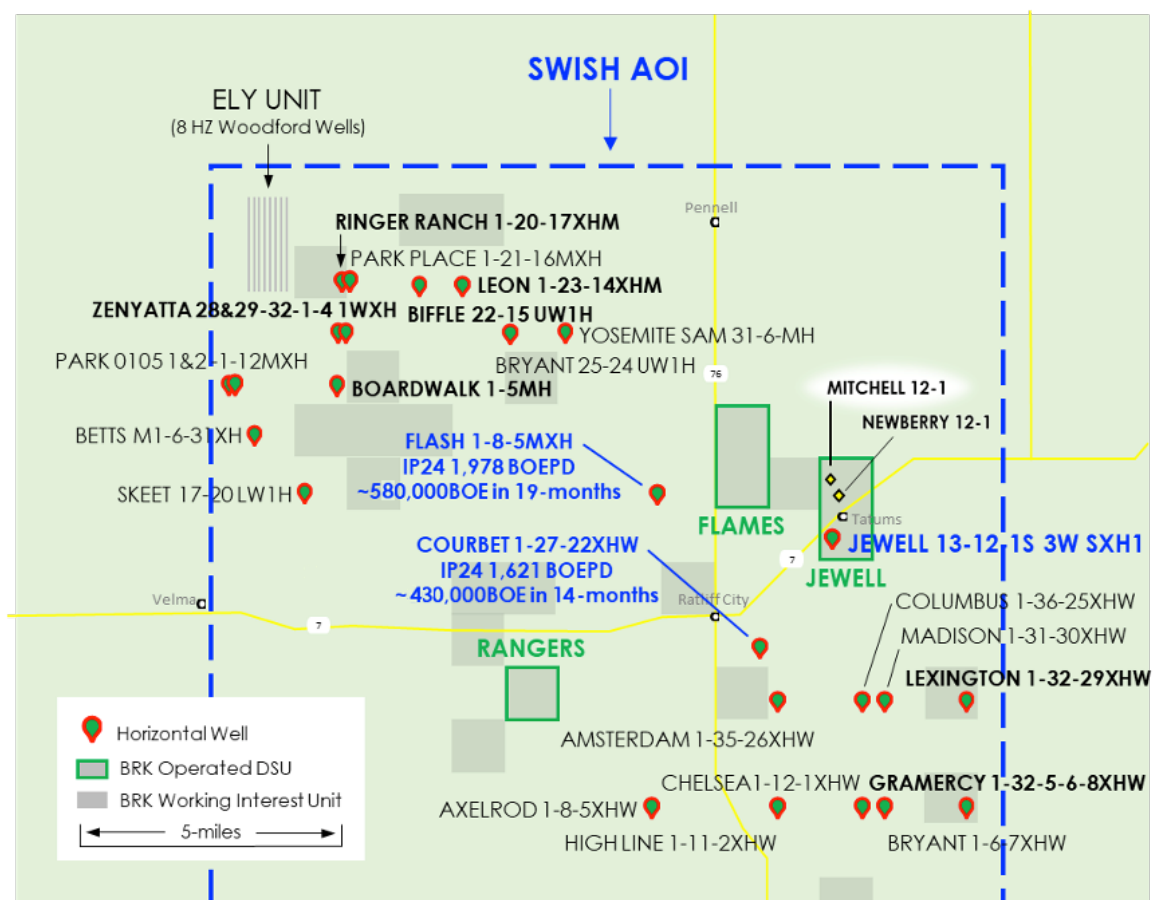 SWISH AOI
ELY UNIT
(8 HZ Woodford Wells)
Pennell
RINGER RANCH 1-20-17XHM
PARK PLACE 1-21-16MXH
LEON 1-23-14XHM
ZENYATTA 28&29-32-1-4 1WXH
BIFFLE 22-15 UW1H
YOSEMITE SAM 31-6-MH
PARK 0105 1&2-1-12MXH
BRYANT 25-24 UW1H
76
BOARDWALK 1-5MH
MITCHELL 12-1
NEWBERRY 12-1
BETTS M1-6-31XH
FLASH 1-8-5MXH
IP24 1,978 BOEPD
~580,000BOE in 19-months
SKEET 17-20 LW1H
FLAMES
Tatums
JEWELL 13-12-1S 3W SXH1
COURBET 1-27-22XHW
IP24 1,621 BOEPD
~430,000BOE in 14-months
7
JEWELL
Velma
Ratliff City
COLUMBUS 1-36-25XHW
7
MADISON 1-31-30XHW
RANGERS
LEXINGTON 1-32-29XHW
Horizontal Well
AMSTERDAM 1-35-26XHW
BRK Operated DSU
CHELSEA 1-12-1XHW
GRAMERCY 1-32-5-6-8XHW
BRK Working Interest Unit
AXELROD 1-8-5XHW
5-miles
HIGH LINE 1-11-2XHW
BRYANT 1-6-7XHW